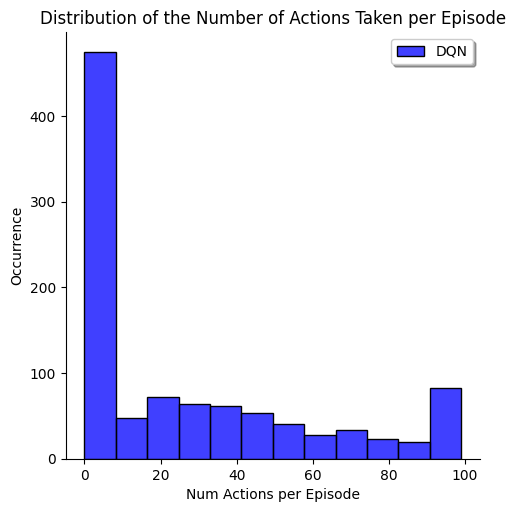 Distribution of the Number of Actions Taken per Episode
DQN
400
300
200
100
0
Occurrence
0 20 40 60 80 100
Num Actions per Episode